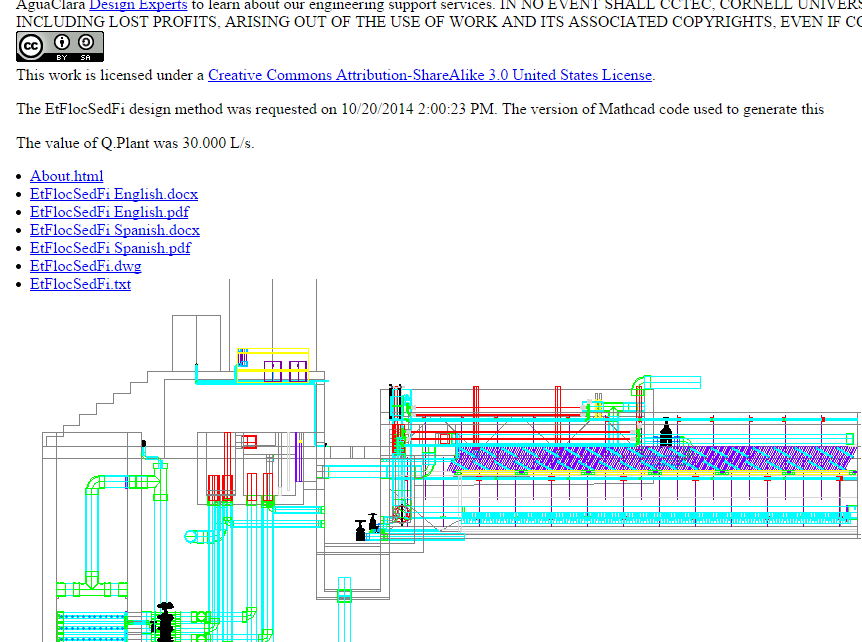 AguaClara Design Experts to learn about our engineering support services. IN NO EVENT SHALL CCTEC, CORNELL UNIVERS
INCLUDING LOST PROFITS, ARISING OUT OF THE USE OF WORK AND ITS ASSOCIATED COPYRIGHTS, EVEN IF CO
cc BY SA
This work is licensed under a Creative Commons Attribution-ShareAlike 3.0 United States License.
The EtFlocSedFi design method was requested on 10/20/2014 2:00:23 PM. The version of Mathcad code used to generate this
The value of Q.Plant was 30.000 L/s.
About.html
EtFlocSedFi English.docx
EtFlocSedFi English.pdf
EtFlocSedFi Spanish.docx
EtFlocSedFi Spanish.pdf
EtFlocSedFi.dwg
EtFlocSedFi.txt